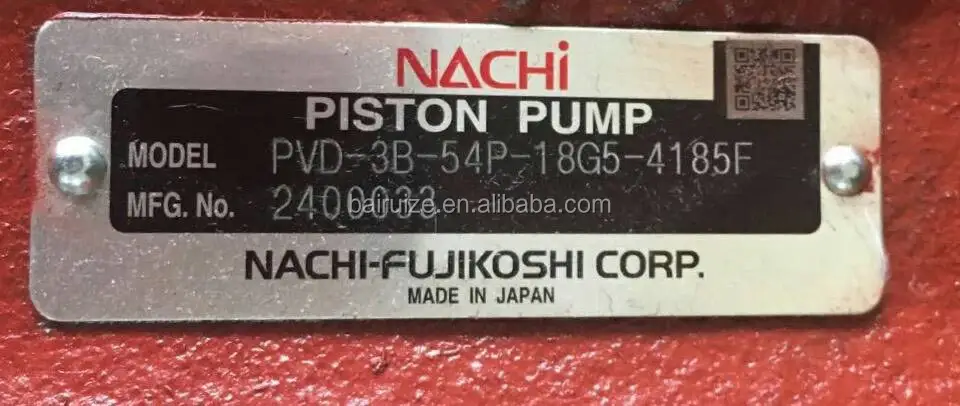 NACHi
PISTON PUMP
MODEL PVD-3B-54P-18G5-4185F
MFG. No. 2400633
bairuize.en.alibaba.com
NACHI-FUJIKOSHI CORP.
MADE IN JAPAN